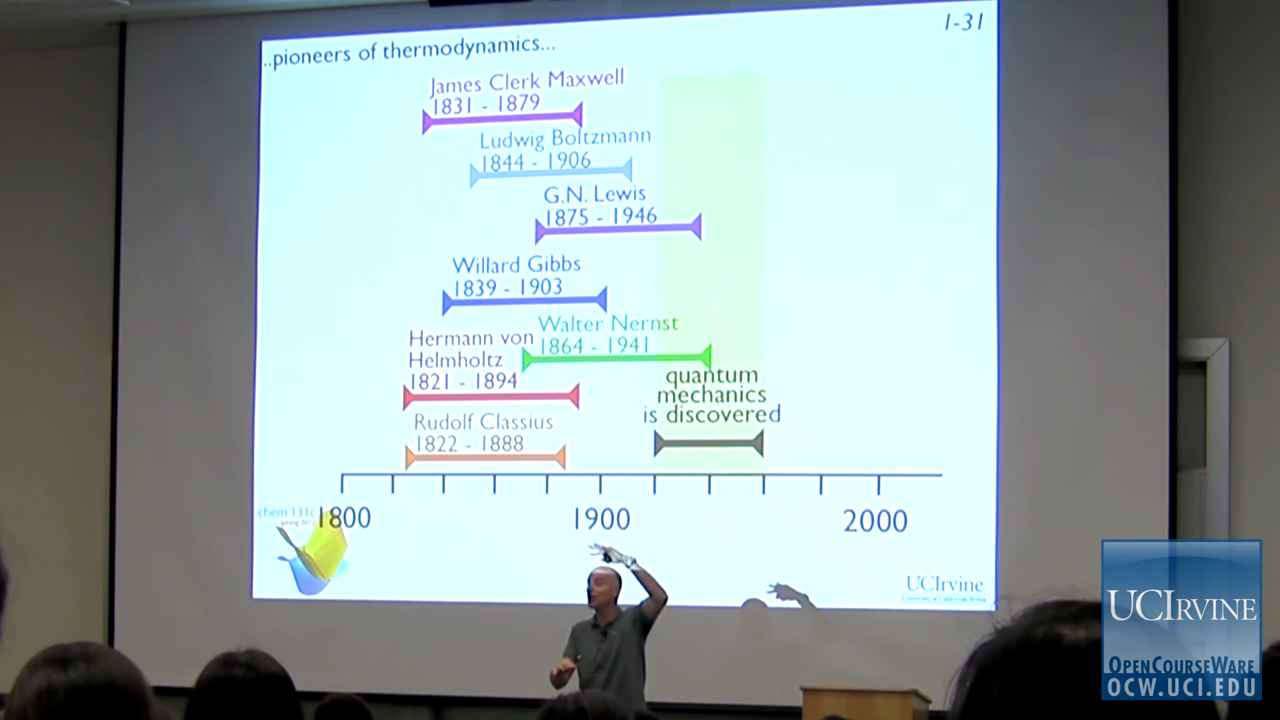 ..pioneers of thermodynamics...
1-31
James Clerk Maxwell
1831 - 1879
Ludwig Boltzmann
1844 - 1906
G.N. Lewis
1875 - 1946
Willard Gibbs
1839 - 1903
Walter Nernst
1864 - 1941
Hermann von
Helmholtz
1821 - 1894
quantum
mechanics
is discovered
Rudolf Classius
1822 - 1888
1800
1900
2000
chem 131c
UCIrvine
UCIRVINE
OPENCOURSEWARE
OCW.UCI.EDU